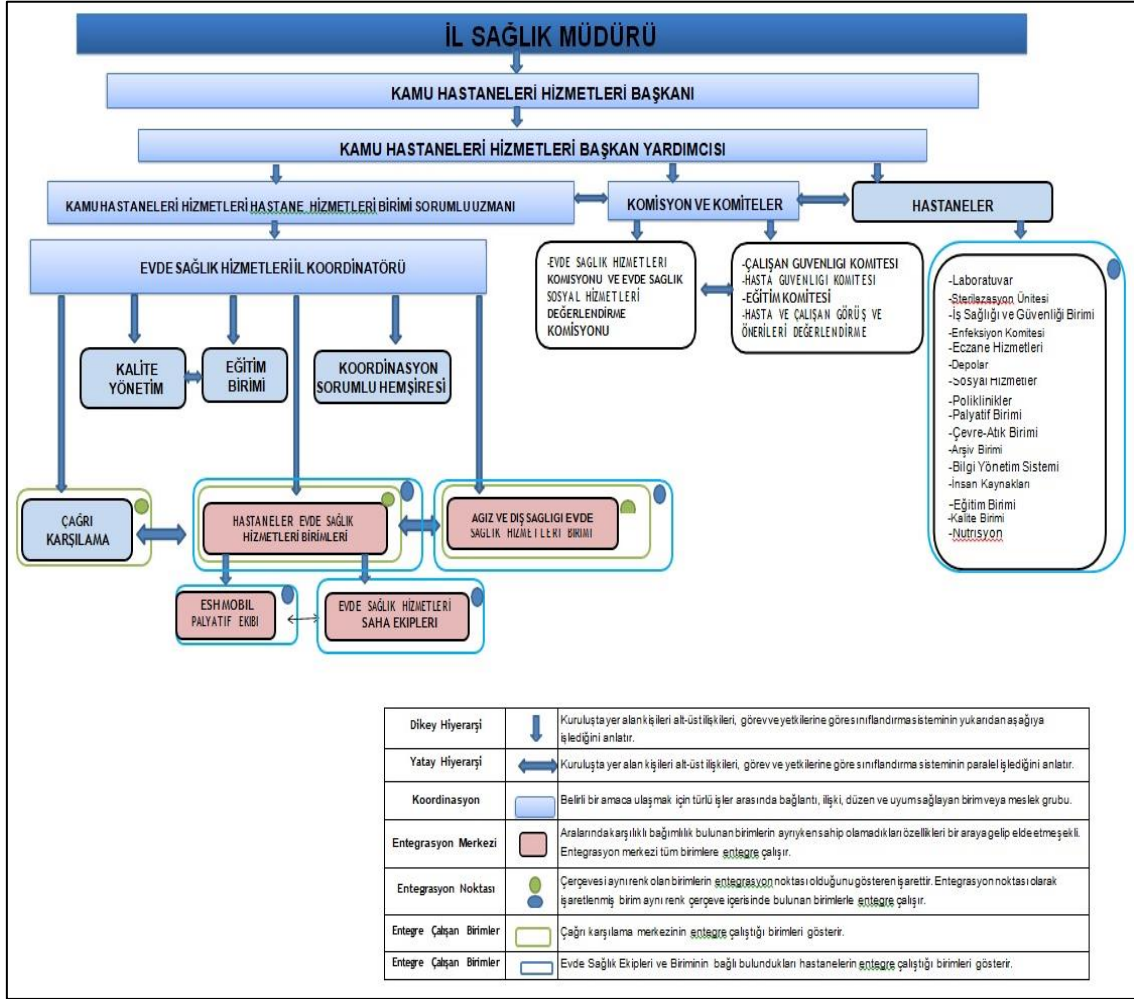 İL SAĞLIK MÜDÜRÜ
KAMU HASTANELERİ HİZMETLERİ BAŞKANI
KAMU HASTANELERİ HİZMETLERİ BAŞKAN YARDIMCISI
KAMU HASTANELERİ HİZMETLERİ HASTANE HİZMETLERİ BİRİMİ SORUMLU UZMANI
KOMİSYON VE KOMİTELER
HASTANELER
EVDE SAĞLIK HİZMETLERİ İL KOORDİNATÖRÜ
-EVDE SAGLIK HİZMETLERİ
KOMİSYONU VE EVDE SAGLIK
SOSYAL HİZMETLERİ
DEĞERLENDİRME
KOMİSYONU
-ÇALIŞAN GUVENLIGI KOMITESI
-HASTA GUVENLIGI KOMITESI
-EĞİTİM KOMİTESİ
-HASTA VE ÇALIŞAN GÖRÜŞ VE
ÖNERİLERİ DEĞERLENDİRME
-Laboratuvar
-Sterilazasyon Ünitesi
-İş Sağlığı ve Güvenliği Birimi
-Enfeksiyon Komitesi
-Eczane Hizmetleri
-Depolar
-Sosyal Hizmetler
-Poliklinikler
-Palyatif Birimi
-Çevre-Atık Birimi
-Arşiv Birimi
-Bilgi Yönetim Sistemi
-İnsan Kaynakları
-Eğitim Birimi
-Kalite Birimi
-Nutrısyon
KALİTE
YÖNETİM
EĞİTİM
BİRİMİ
KOORDİNASYON
SORUMLU HEMŞİRESİ
ÇAĞRI
KARŞILAMA
HASTANELER EVDE SAĞLIK
HİZMETLERİ BİRİMLERİ
AGIZ VE DIŞ SAGLIGI EVDE
SAGLIK HİZMETLERİ BIRIMI
ESH MOBIL
PALYATIF EKIBI
EVDE SAĞLIK HİZMETLERİ
SAHA EKIPLERI
Dikey Hiyerarşi
Kuruluşta yer alan kişileri alt-üst ilişkileri, görev ve yetkilerine göre sınıflandırma sisteminin yukarıdan aşağıya
işlediğini anlatır.
Yatay Hiyerarşi
Kuruluşta yer alan kişileri alt-üst ilişkileri, görev ve yetkilerine göre sınıflandırma sisteminin paralel işlediğini anlatır.
Koordinasyon
Belirli bir amaca ulaşmak için türlü işler arasında bağlantı, ilişki, düzen ve uyum sağlayan birim veya meslek grubu.
Entegrasyon Merkezi
Aralarında karşılıklı bağımlılık bulunan birimlerin ayrıyken sahip olamadıkları özellikleri bir araya gelip elde etme şekli.
Entegrasyon merkezi tüm birimlere entegre çalışır.
Entegrasyon Noktası
Çerçevesi aynı renk olan birimlerin entegrasyon noktası olduğunu gösteren işarettir. Entegrasyon noktası olarak
işaretlenmiş birim aynı renk çerçeve içerisinde bulunan birimlerle entegre çalışır.
Entegre Çalışan Birimler
Çağrı karşılama merkezinin entegre çalıştığı birimleri gösterir.
Entegre Çalışan Birimler
Evde Sağlık Ekipleri ve Biriminin bağlı bulundukları hastanelerin entegre çalıştığı birimleri gösterir.